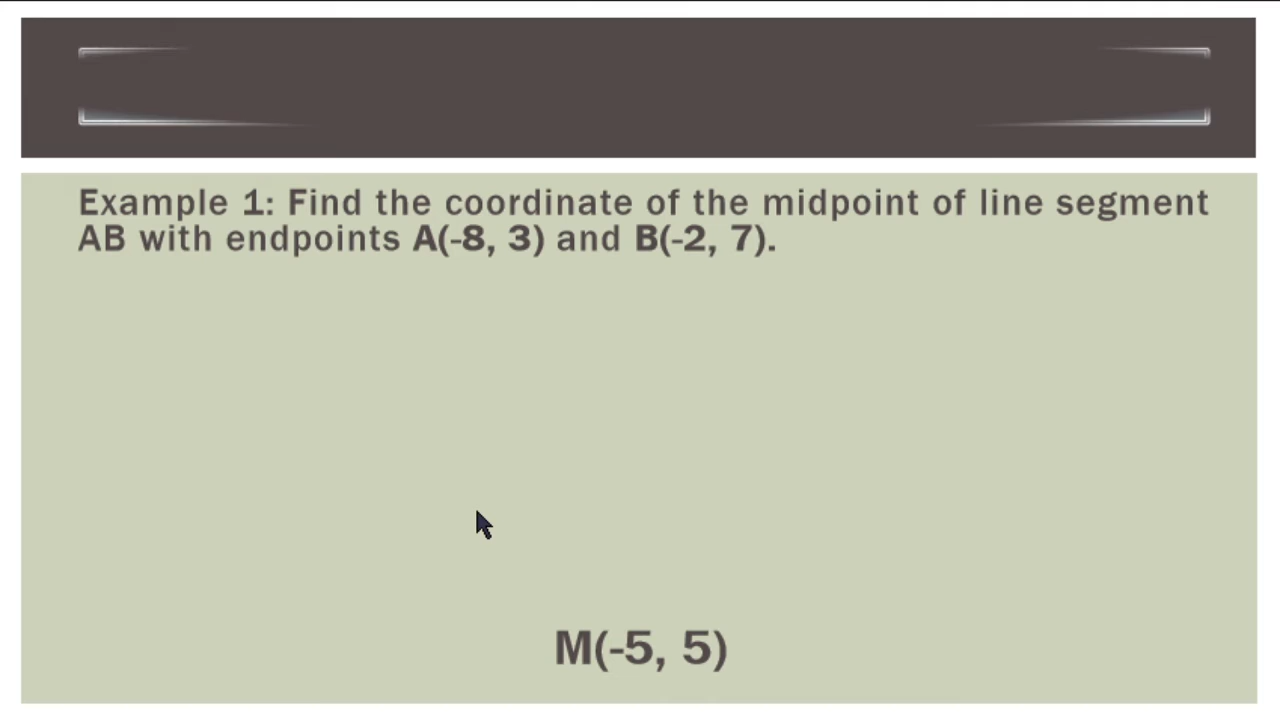 Example 1: Find the coordinate of the midpoint of line segment
AB with endpoints A(-8, 3) and B(-2, 7).
M(-5, 5)